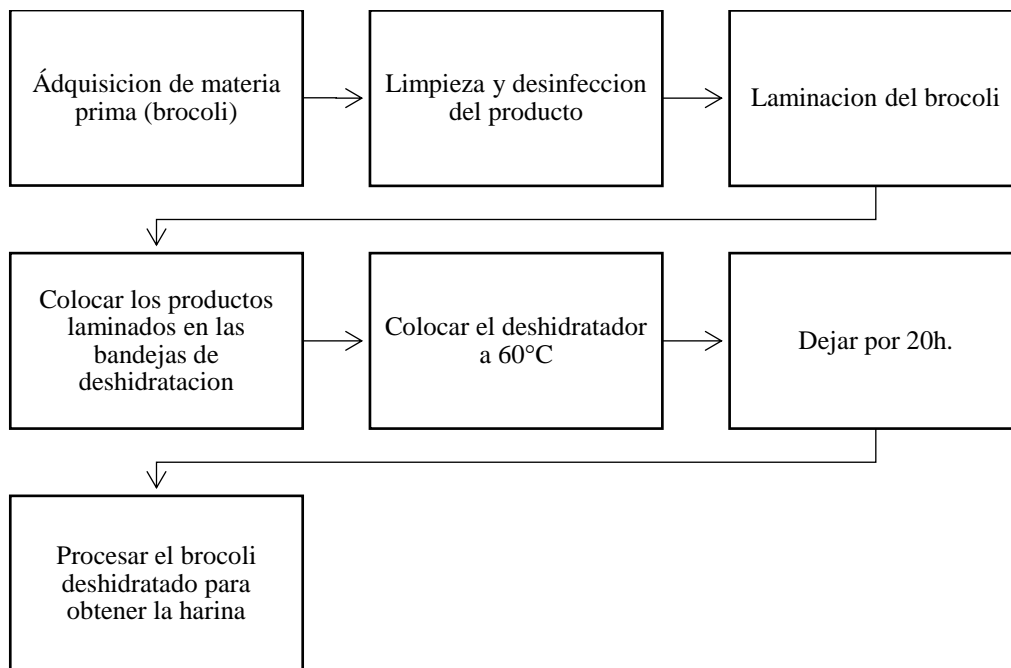 Ádquisicion de materia
prima (brocoli)
Limpieza y desinfeccion
del producto
Laminacion del brocoli
Colocar los productos
laminados en las
bandejas de
deshidratacion
Colocar el deshidratador
a 60°C
Dejar por 20h.
Procesar el brocoli
deshidratado para
obtener la harina